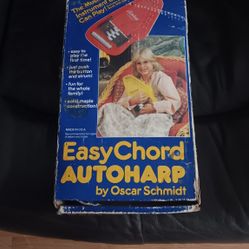 The Mus
Instrument
Can Play!
• easy to
play the
first time!
• just push
the button
and strum!
• fun for the
whole family!
• solid maple
construction!
EasyChord
AUTOHARP
by Oscar Schmidt